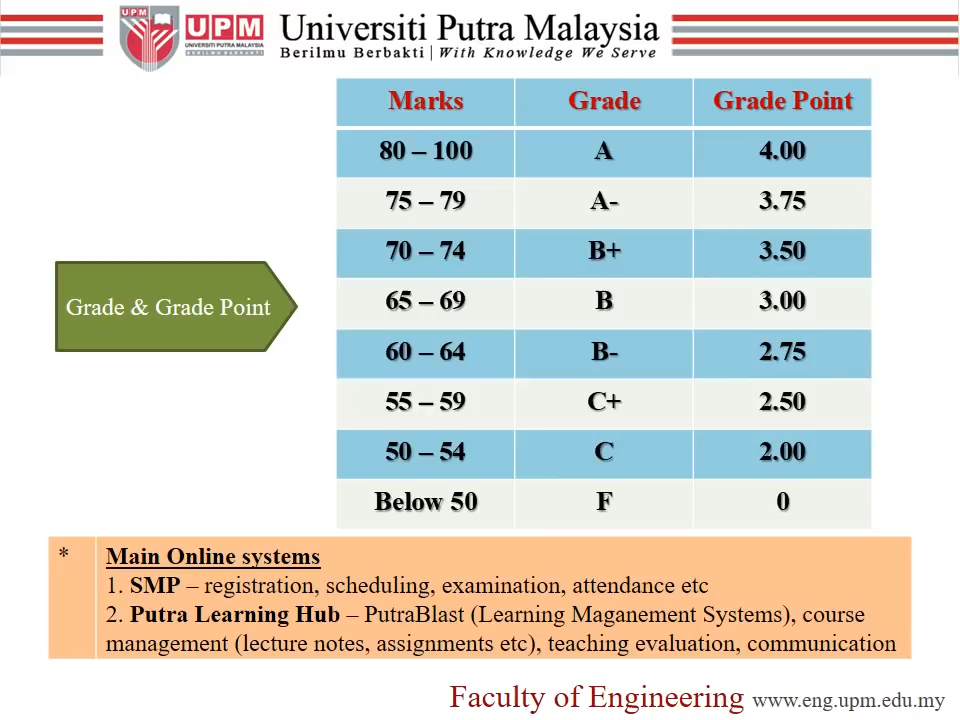 UPM
UPM
UNIVERSITI PUTRA MALAYSIA
BERILMU BERBAKTI
Universiti Putra Malaysia
Berilmu Berbakti | With Knowledge We Serve
Marks Grade Grade Point
80 – 100 A 4.00
75 – 79 A- 3.75
70 – 74 B+ 3.50
Grade & Grade Point
65 – 69 B 3.00
60 – 64 B- 2.75
55 – 59 C+ 2.50
50 – 54 C 2.00
Below 50 F 0
* Main Online systems
1. SMP – registration, scheduling, examination, attendance etc
2. Putra Learning Hub – PutraBlast (Learning Maganement Systems), course
management (lecture notes, assignments etc), teaching evaluation, communication
Faculty of Engineering www.eng.upm.edu.my